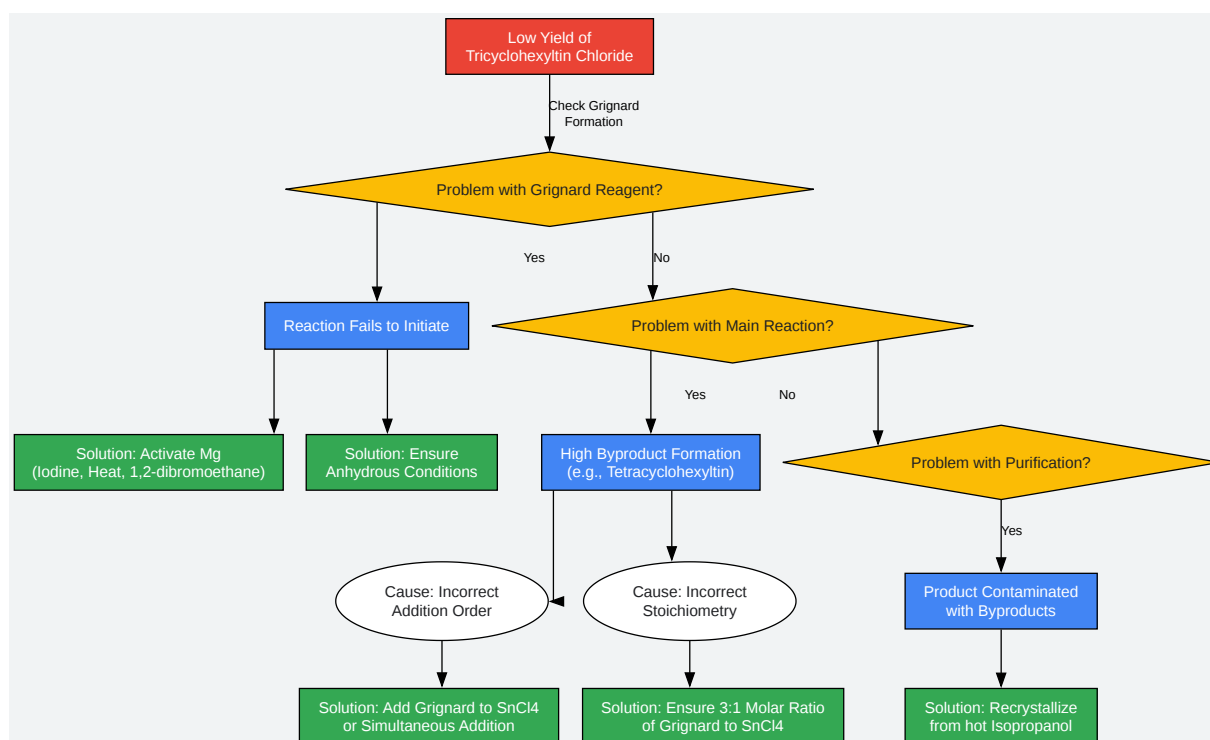 Low Yield of
Tricyclohexyltin Chloride
Check Grignard
Formation
Problem with Grignard Reagent?
Yes
No
Reaction Fails to Initiate
Problem with Main Reaction?
Yes
No
Solution: Activate Mg
(Iodine, Heat, 1,2-dibromoethane)
Solution: Ensure
Anhydrous Conditions
High Byproduct Formation
(e.g., Tetracyclohexyltin)
Problem with Purification?
Yes
Cause: Incorrect
Addition Order
Cause: Incorrect
Stoichiometry
Product Contaminated
with Byproducts
Solution: Add Grignard to SnCl4
or Simultaneous Addition
Solution: Ensure 3:1 Molar Ratio
of Grignard to SnCl4
Solution: Recrystallize
from hot Isopropanol